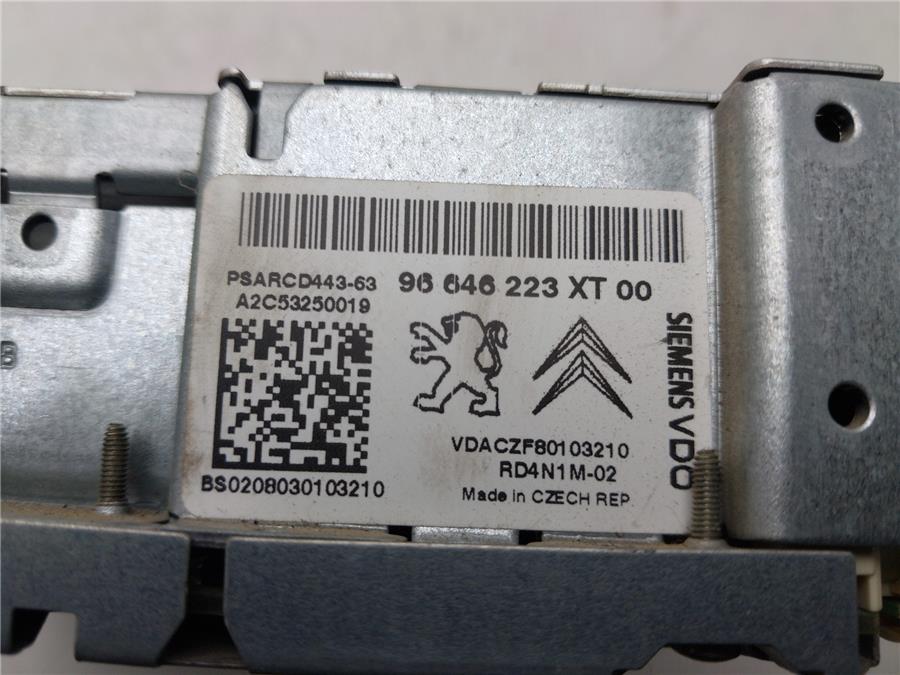 PSARCD443-63
96 646 223 XT 00
A2C53250019
SIEMENS VDO
VDACZF80103210
RD4N1M-02
BS0208030103210
Made in CZECH REP
B